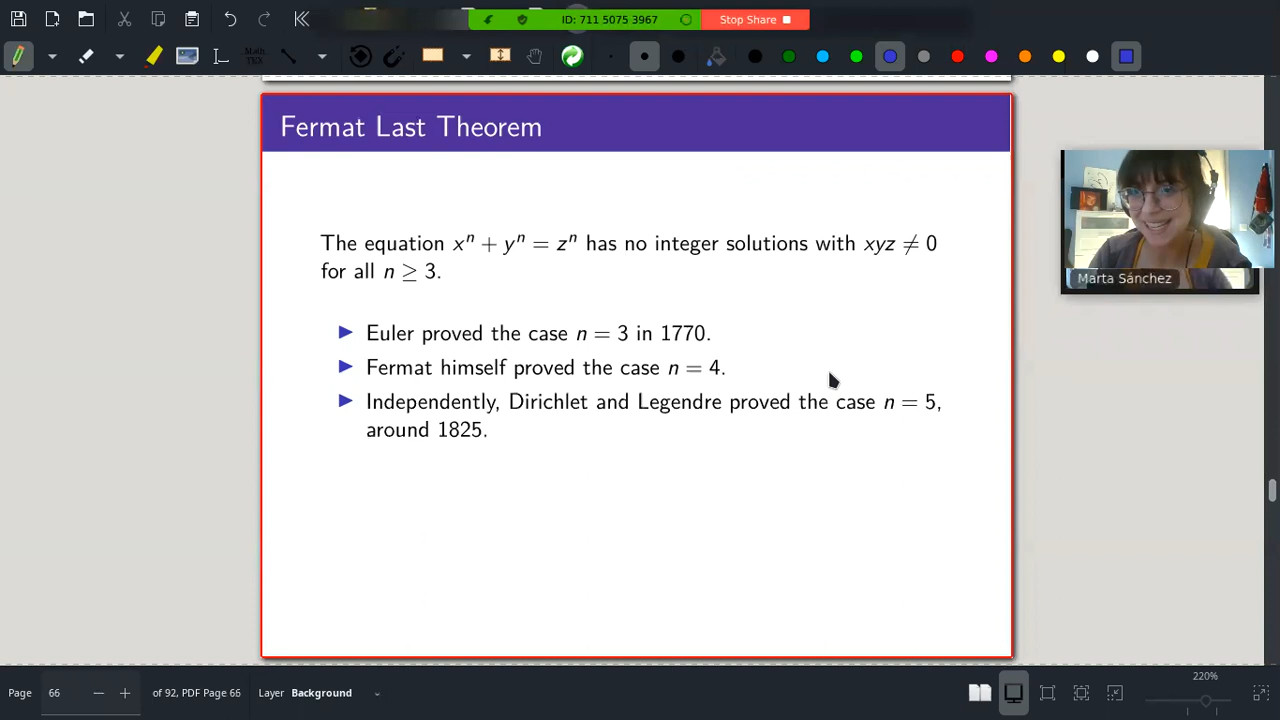 ID: 711 5075 3967
Stop Share
Math
TEX
Fermat Last Theorem
The equation xⁿ + yⁿ = zⁿ has no integer solutions with xyz ≠ 0
for all n ≥ 3.
▶ Euler proved the case n = 3 in 1770.
▶ Fermat himself proved the case n = 4.
▶ Independently, Dirichlet and Legendre proved the case n = 5,
around 1825.
Marta Sánchez
220%
Page 66 of 92, PDF Page 66 Layer Background